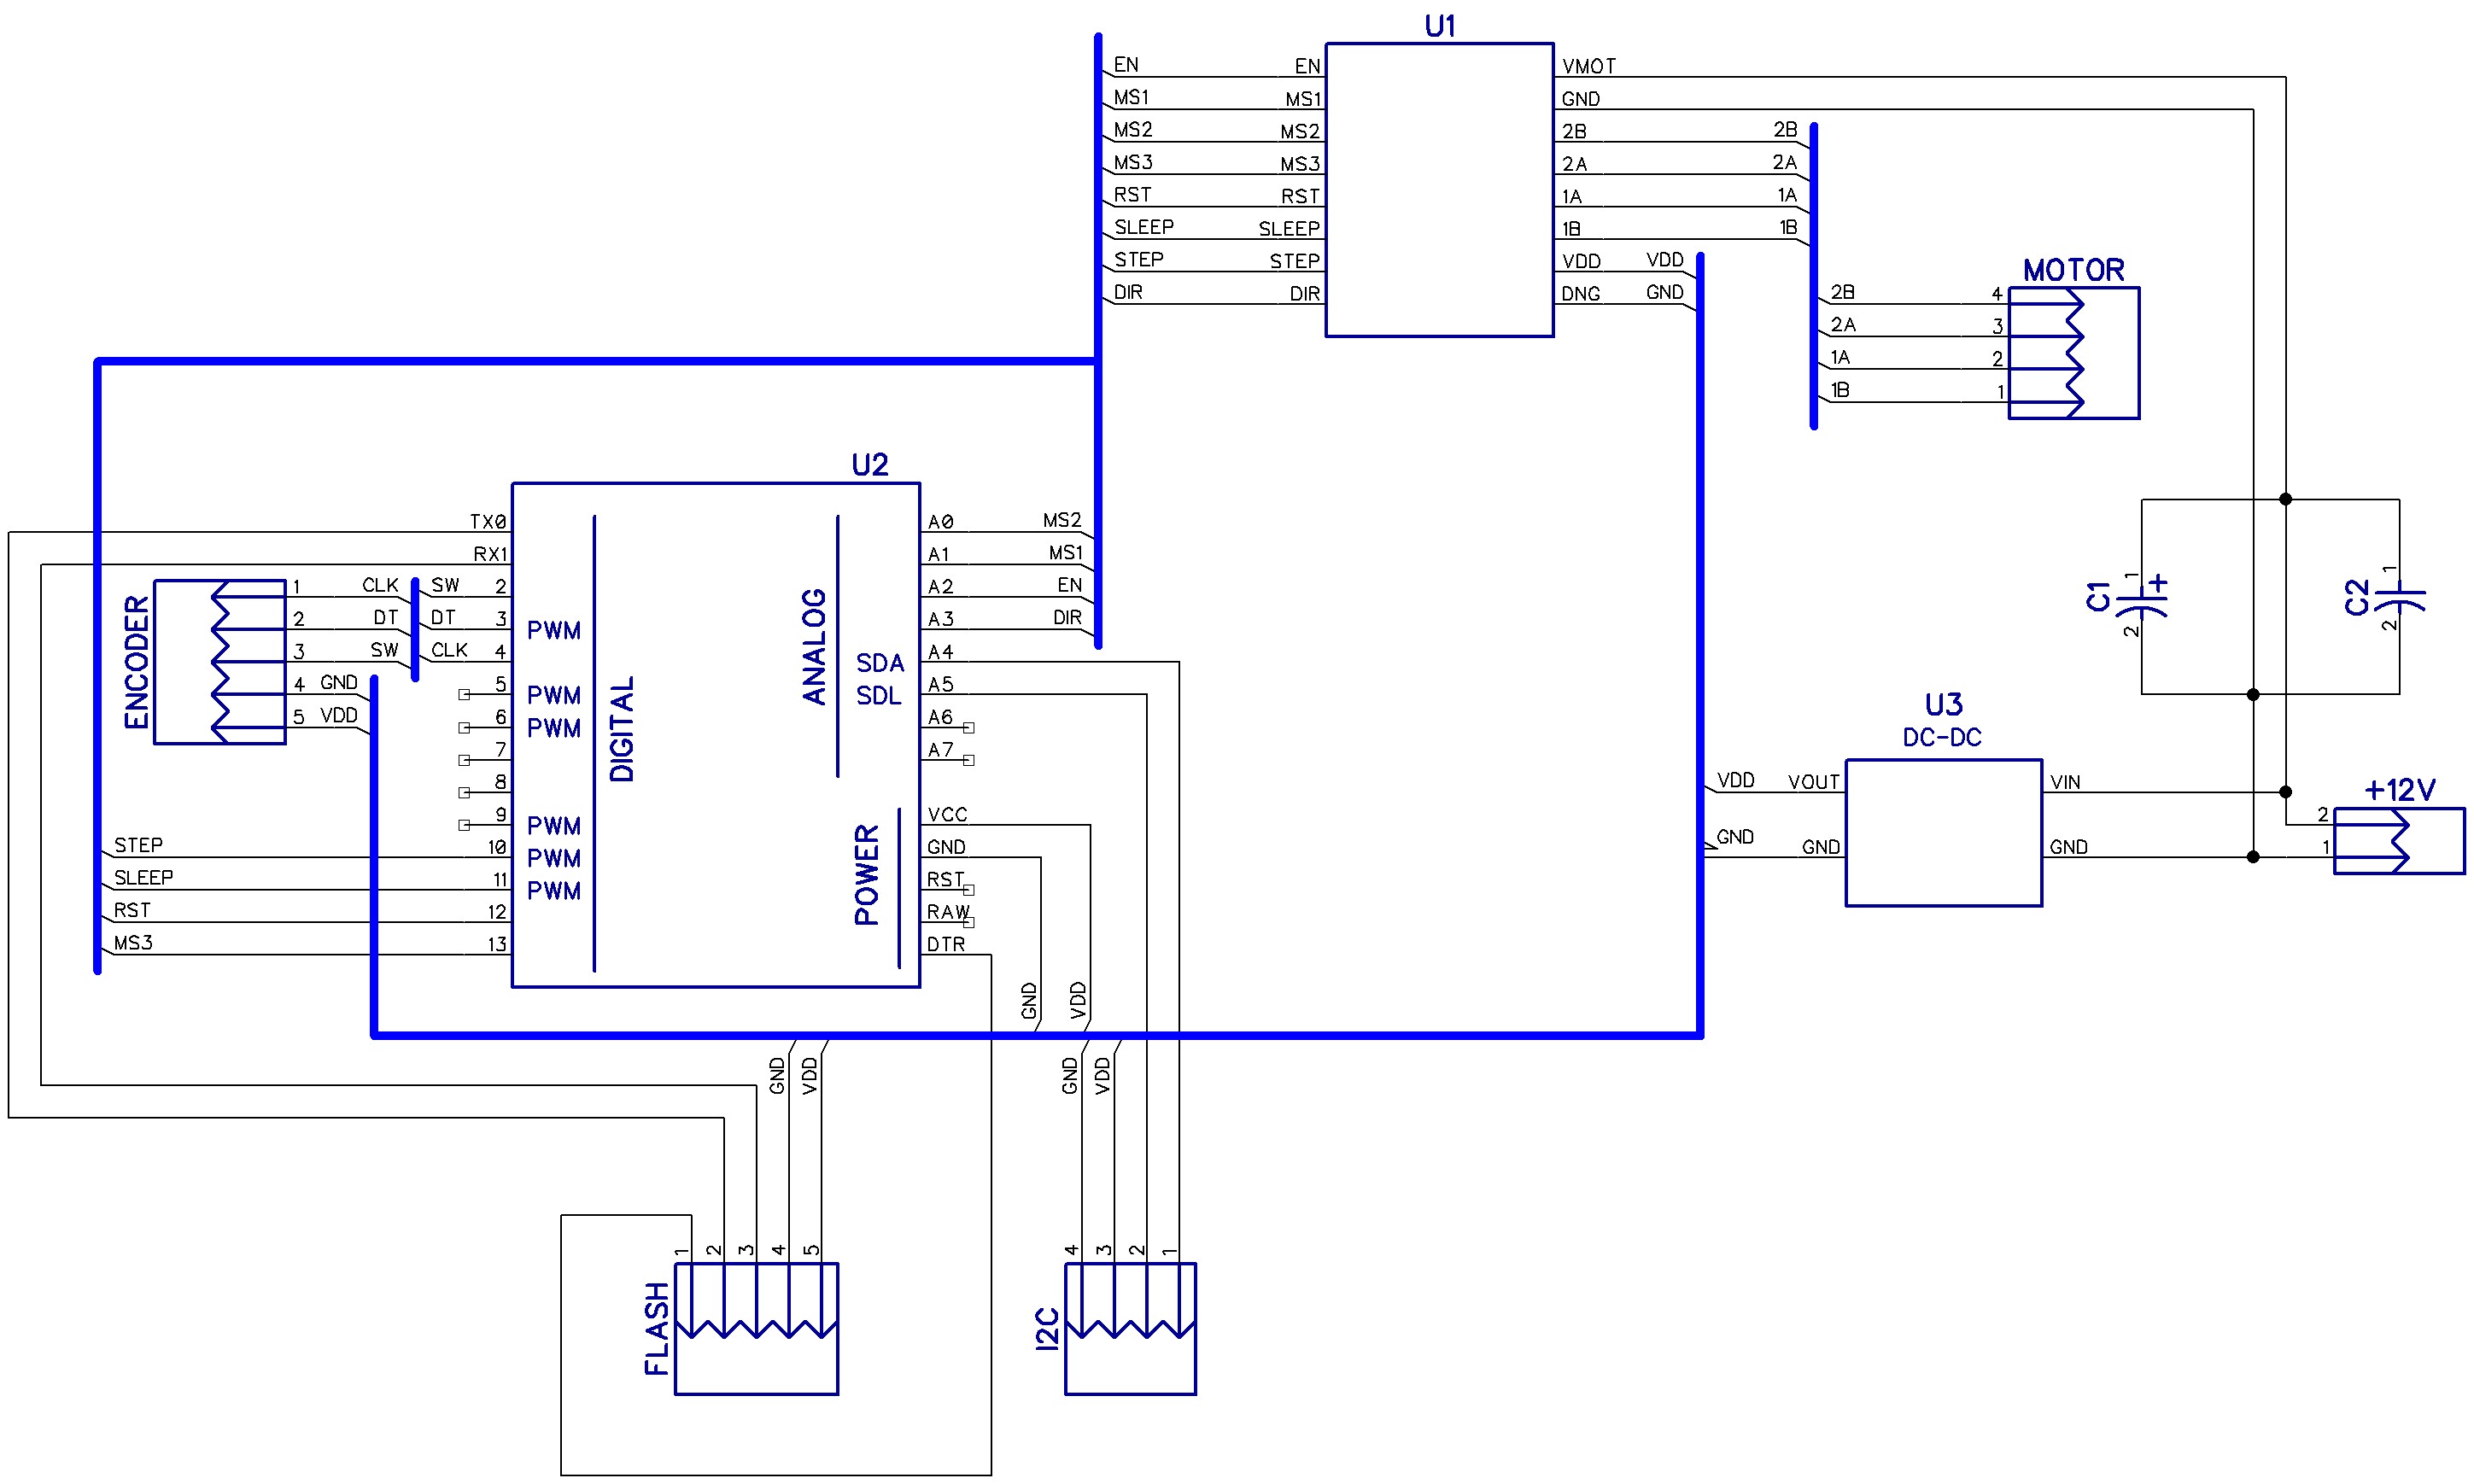 U1
EN EN VMOT
MS1 MS1 GND
MS2 MS2 2B 2B
MS3 MS3 2A 2A
RST RST 1A 1A
SLEEP SLEEP 1B 1B
STEP STEP VDD VDD
DIR DIR DNG GND
MOTOR
2B 4
2A 3
1A 2
1B 1
U2
TX0 A0 MS2
RX1 A1 MS1
1 CLK SW 2 A2 EN
2 DT DT 3 PWM A3 DIR
3 SW CLK 4 SDA A4
4 GND 5 PWM SDL A5
5 VDD 6 PWM A6
7 A7
8
9 PWM VCC
STEP 10 PWM GND
SLEEP 11 PWM RST
RST 12 RAW
MS3 13 DTR
ENCODER
DIGITAL
ANALOG
POWER
GND
VDD
C1
1
+
2
C2
1
2
U3
DC-DC
VDD VOUT VIN
GND GND GND
+12V
2
1
GND
VDD
GND
VDD
1
2
3
4
5
FLASH
4
3
2
1
I2C